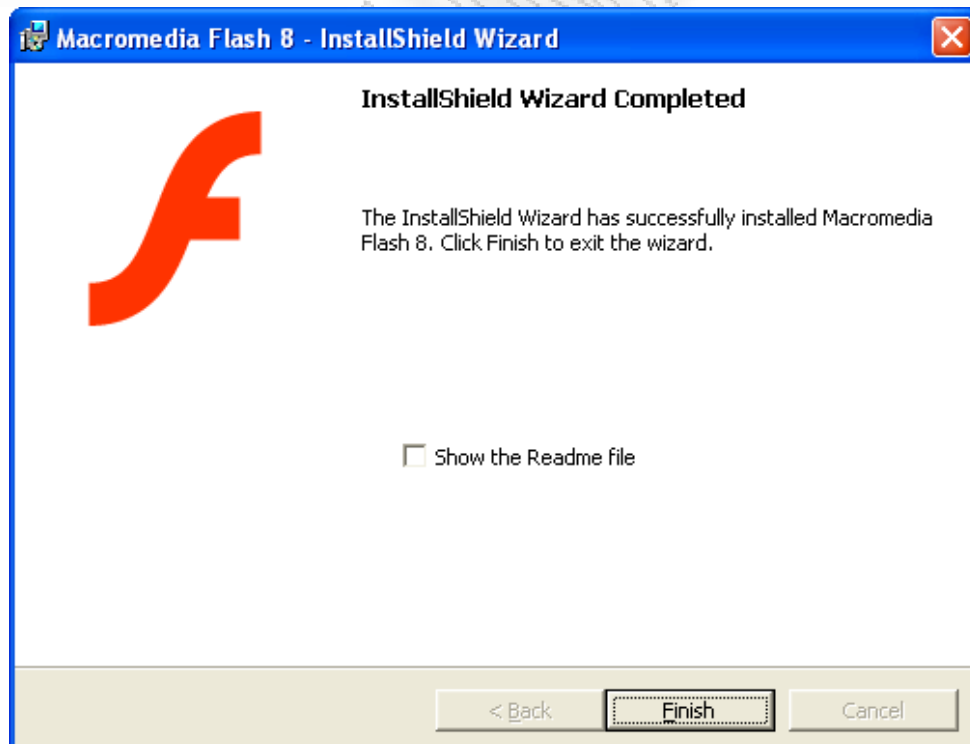 Macromedia Flash 8 - InstallShield Wizard
InstallShield Wizard Completed
The InstallShield Wizard has successfully installed Macromedia
Flash 8. Click Finish to exit the wizard.
Show the Readme file
< Back
Finish
Cancel